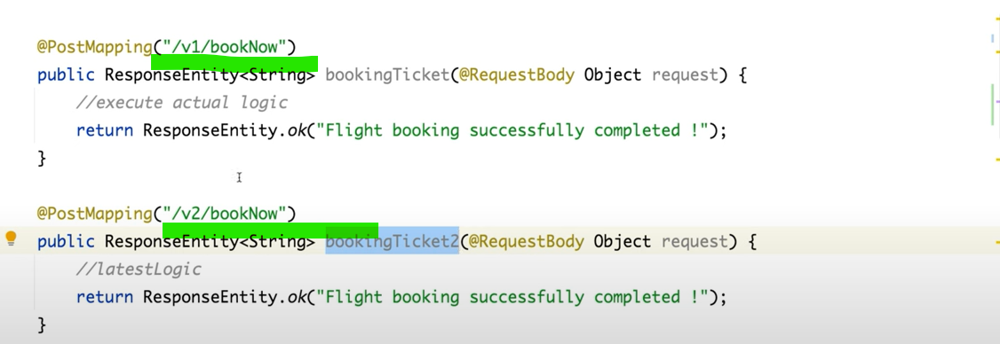 @PostMapping("/v1/bookNow")
public ResponseEntity<String> bookingTicket(@RequestBody Object request) {
//execute actual logic
return ResponseEntity.ok("Flight booking successfully completed !");
}
@PostMapping("/v2/bookNow")
public ResponseEntity<String> bookingTicket2(@RequestBody Object request) {
//latestLogic
return ResponseEntity.ok("Flight booking successfully completed !");
}